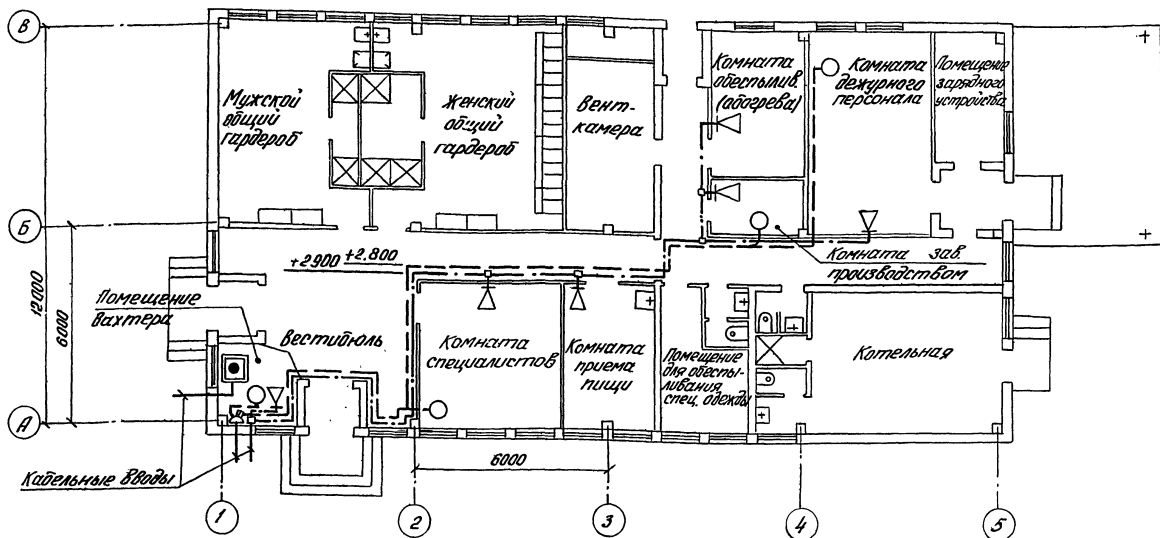 В
Комната
обеспылив.
(обогрева)
Комната
дежурного
персонала
Помещение
зарядного
устройства
Мужской
общий
гардероб
Женский
общий
гардероб
Вент-
камера
Б
+2.900 +2.800
Комната зав.
производством
12000
6000
Помещение
вахтера
Вестибюль
Комната
специалистов
Комната
приема
пищи
Помещение
для обеспы-
ливания
спец. одежды
Котельная
А
6000
Кабельные вводы
1
2
3
4
5